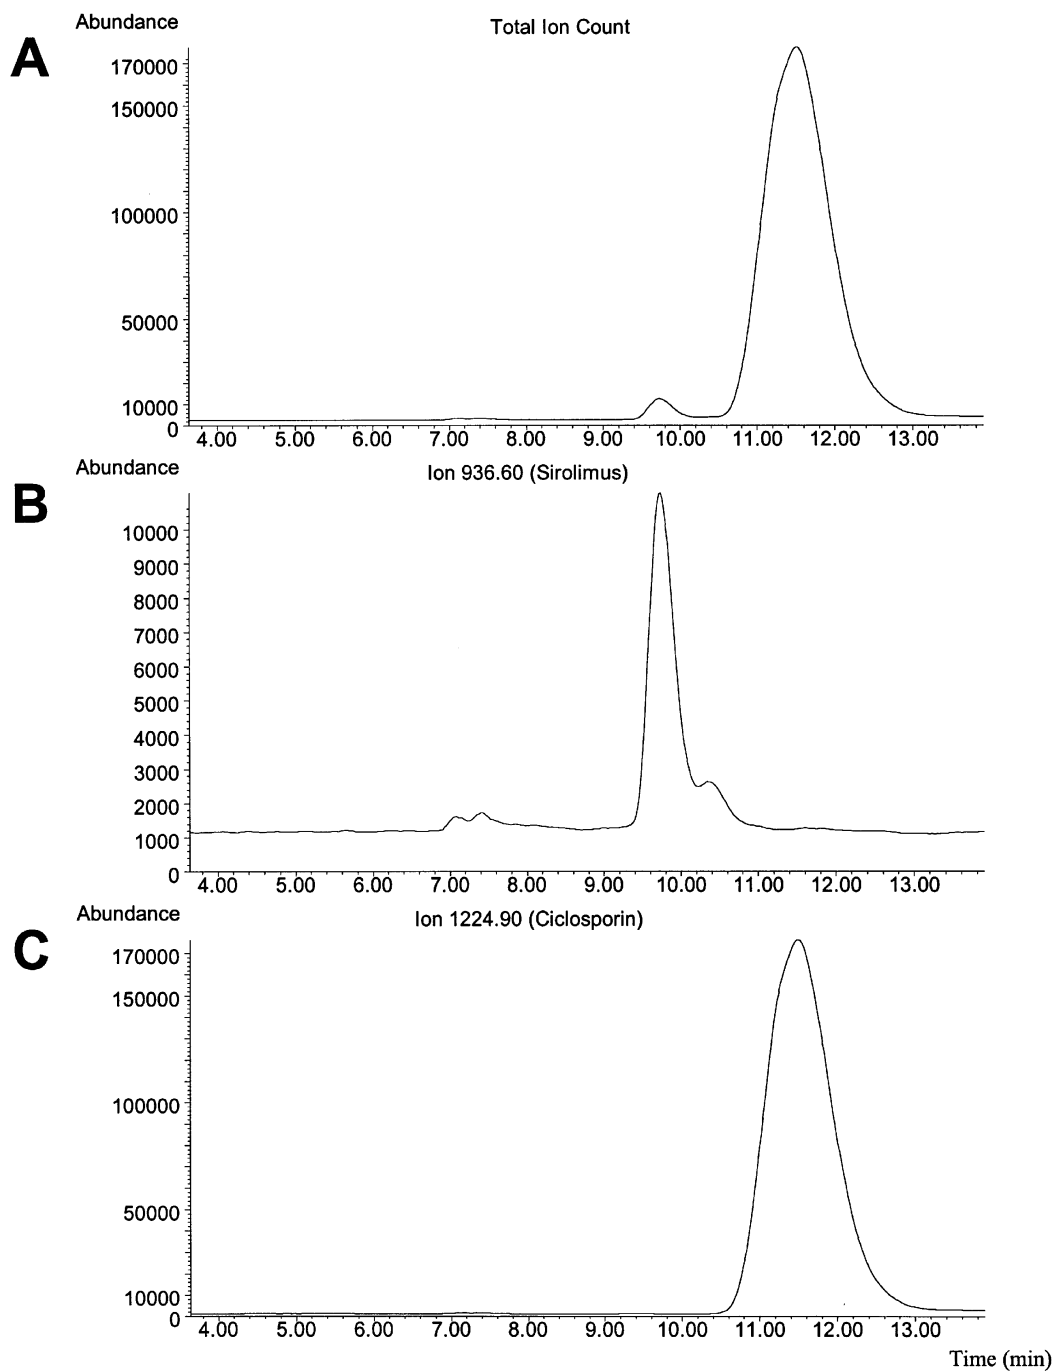 A
Abundance
Total Ion Count
170000
150000
100000
50000
10000
0
4.00 5.00 6.00 7.00 8.00 9.00 10.00 11.00 12.00 13.00
B
Abundance
Ion 936.60 (Sirolimus)
10000
9000
8000
7000
6000
5000
4000
3000
2000
1000
0
4.00 5.00 6.00 7.00 8.00 9.00 10.00 11.00 12.00 13.00
C
Abundance
Ion 1224.90 (Ciclosporin)
170000
150000
100000
50000
10000
0
4.00 5.00 6.00 7.00 8.00 9.00 10.00 11.00 12.00 13.00
Time (min)